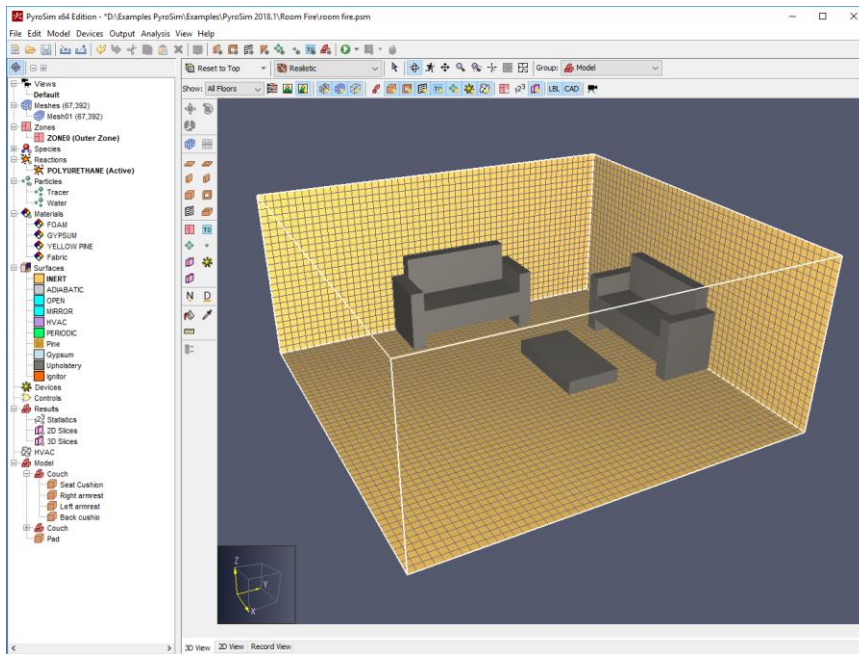 PyroSim x64 Edition - *D:\Examples PyroSim\Examples\PyroSim 2018.1\Room Fire\room fire.psm
File Edit Model Devices Output Analysis View Help
Reset to Top Realistic Group: Model
Show: All Floors LBL CAD
Views
Default
Meshes (67,392)
Mesh01 (67,392)
Zones
ZONE0 (Outer Zone)
Species
Reactions
POLYURETHANE (Active)
Particles
Tracer
Water
Materials
FOAM
GYPSUM
YELLOW PINE
Fabric
Surfaces
INERT
ADIABATIC
OPEN
MIRROR
HVAC
PERIODIC
Pine
Gypsum
Upholstery
Ignitor
Devices
Controls
Results
Statistics
2D Slices
3D Slices
HVAC
Model
Couch
Seat Cushion
Right armrest
Left armrest
Back cushio
Couch
Pad
N D
Z
Y
X
3D View 2D View Record View